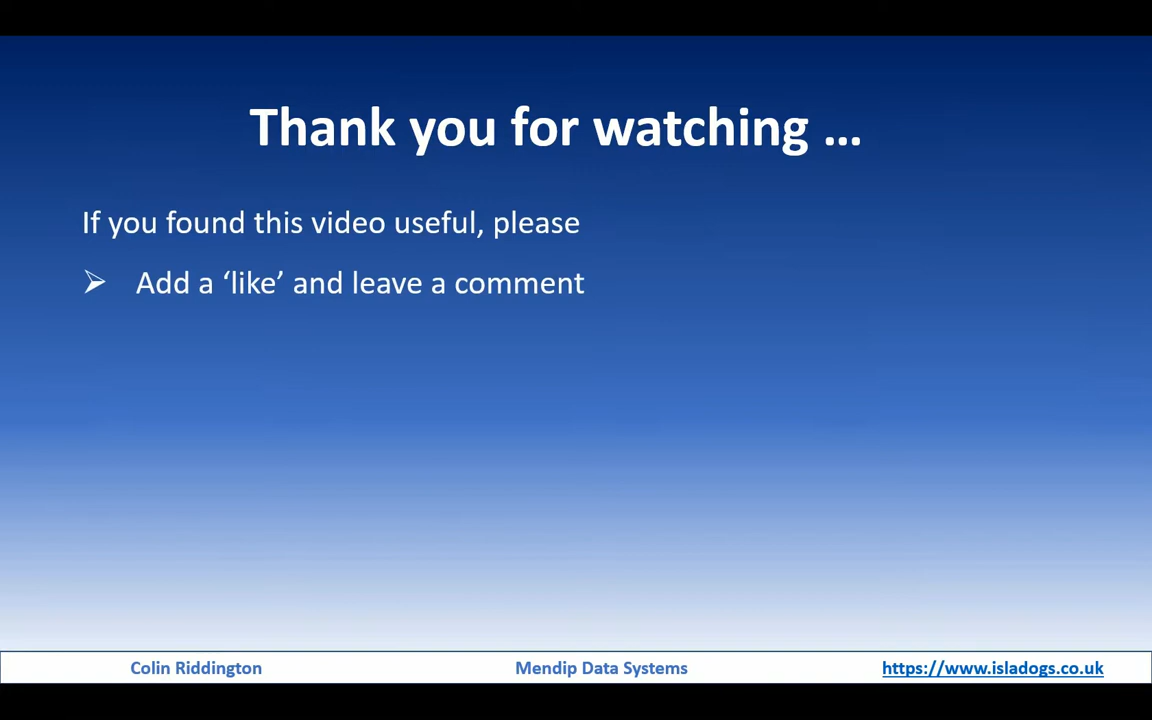 Thank you for watching ...
If you found this video useful, please
➢ Add a ‘like’ and leave a comment
Colin Riddington Mendip Data Systems https://www.isladogs.co.uk